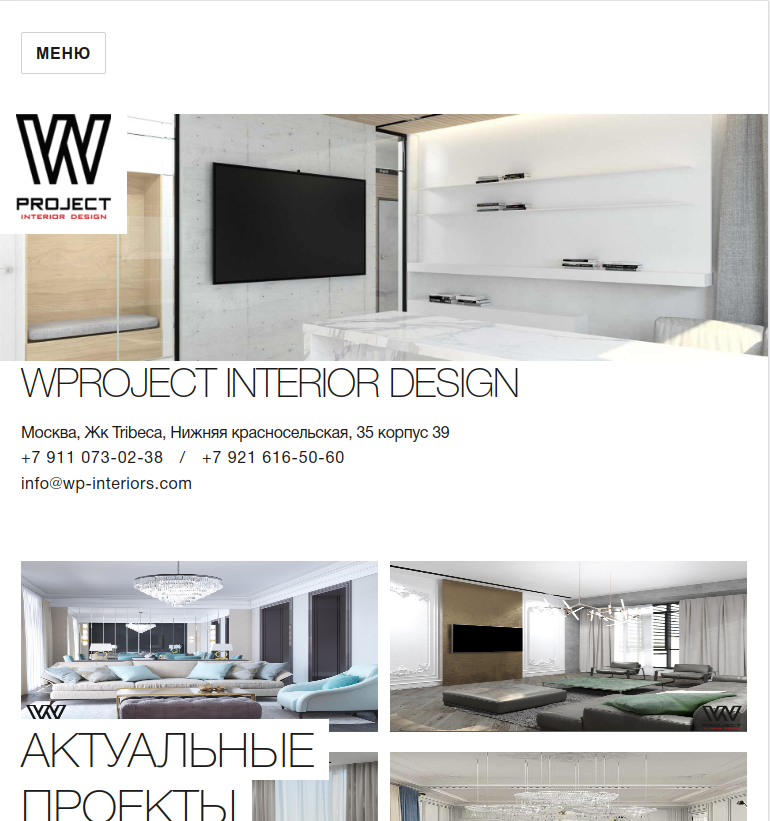 МЕНЮ
PROJECT
INTERIOR DESIGN
WPROJECT INTERIOR DESIGN
Москва, Жк Tribeca, Нижняя красносельская, 35 корпус 39
+7 911 073-02-38 / +7 921 616-50-60
info@wp-interiors.com
PROJECT
АКТУАЛЬНЫЕ
ПРОЕКТЫ